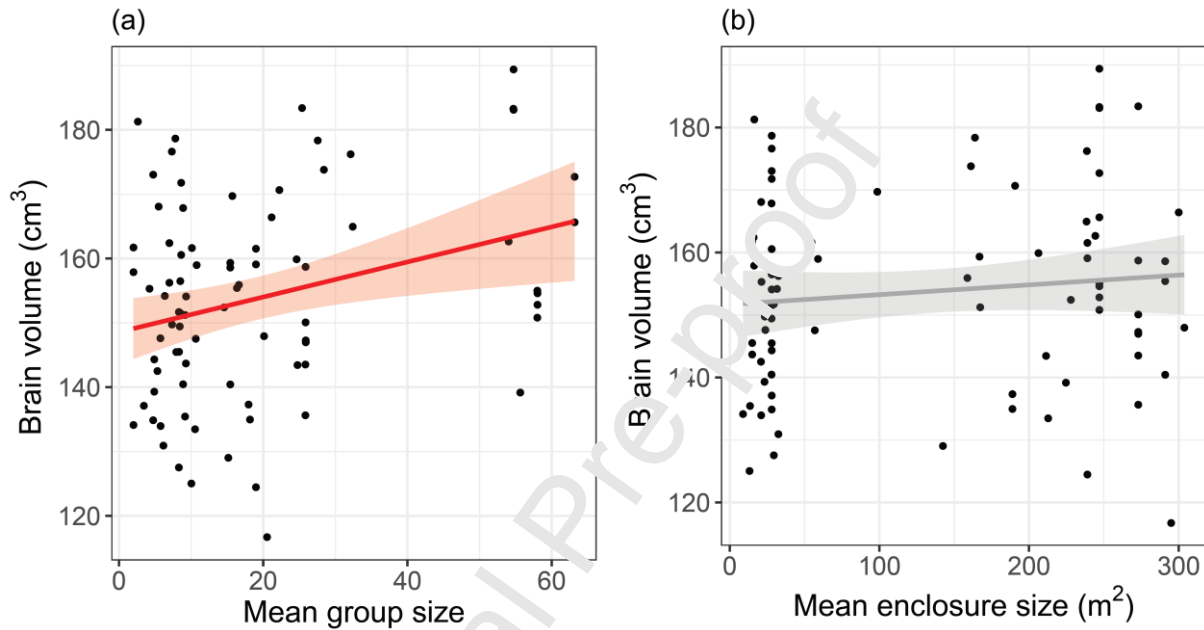 (a)
(b)
Brain volume (cm³)
180
160
140
120
0 20 40 60
Mean group size
Brain volume (cm³)
180
160
140
120
0 100 200 300
Mean enclosure size (m²)
al Pre-proof